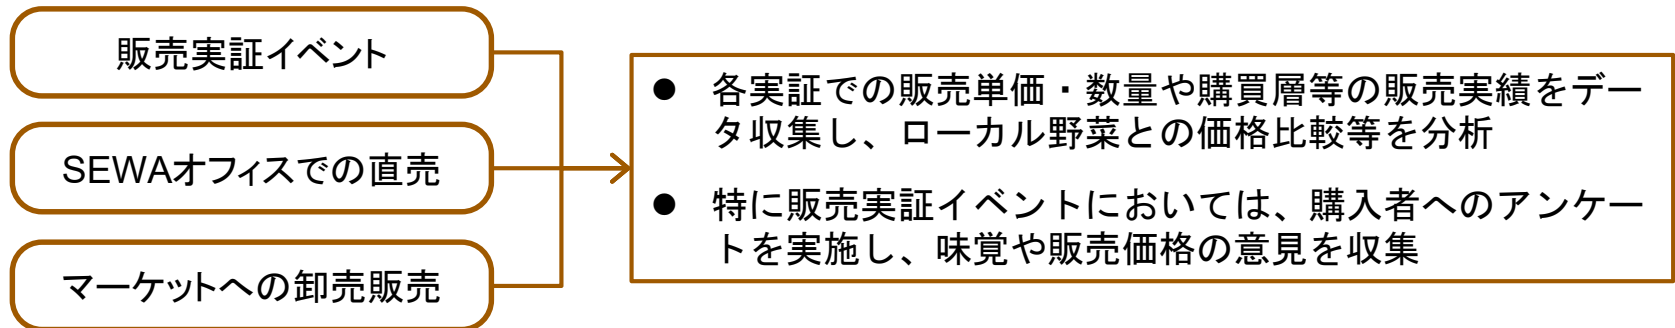 販売実証イベント
SEWAオフィスでの直売
マーケットへの卸売販売
● 各実証での販売単価・数量や購買層等の販売実績をデー
タ収集し、ローカル野菜との価格比較等を分析
● 特に販売実証イベントにおいては、購入者へのアンケー
トを実施し、味覚や販売価格の意見を収集